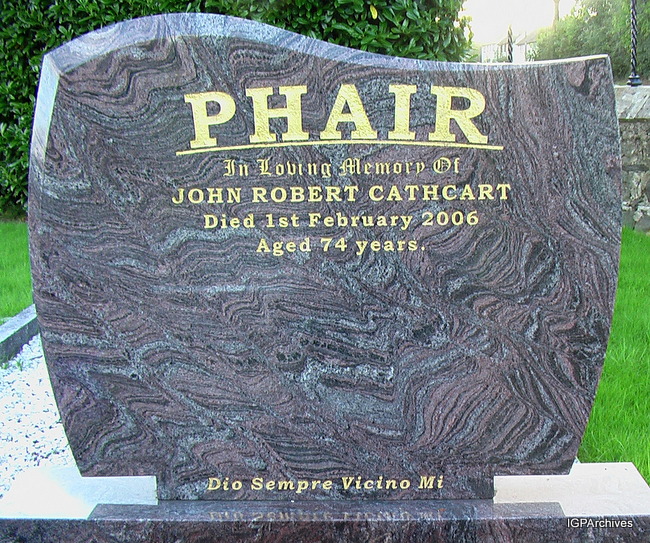 PHAIR
In Loving Memory Of
JOHN ROBERT CATHCART
Died 1st February 2006
Aged 74 years.
Dio Sempre Vicino Mi
IGPArchives